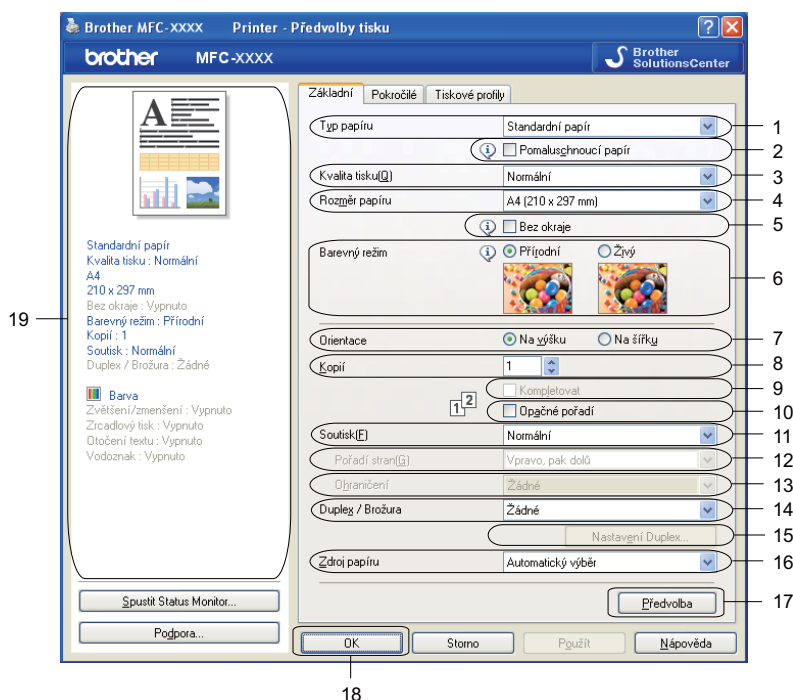 Brother MFC-XXXX Printer - Předvolby tisku
brother MFC-XXXX
Brother
SolutionsCenter
Základní Pokročilé Tiskové profily
A
Standardní papír
Kvalita tisku : Normální
A4
210 x 297 mm
Bez okraje : Vypnuto
Barevný režim : Přírodní
Kopií : 1
Soutisk : Normální
Duplex / Brožura : Žádné
Barva
Zvětšení/zmenšení : Vypnuto
Zrcadlový tisk : Vypnuto
Otočení textu : Vypnuto
Vodoznak : Vypnuto
19
Spustit Status Monitor...
Podpora...
Typ papíru Standardní papír 1
Pomaluschnoucí papír 2
Kvalita tisku(Q) Normální 3
Rozměr papíru A4 (210 x 297 mm) 4
Bez okraje 5
Barevný režim Přírodní Živý 6
Orientace Na výšku Na šířku 7
Kopií 1 8
Kompletovat 9
1 2 Opačné pořadí 10
Soutisk(F) Normální 11
Pořadí stran(G) Vpravo, pak dolů 12
Ohraničení Žádné 13
Duplex / Brožura Žádné 14
Nastavení Duplex... 15
Zdroj papíru Automatický výběr 16
Předvolba 17
OK Storno Použít Nápověda
18